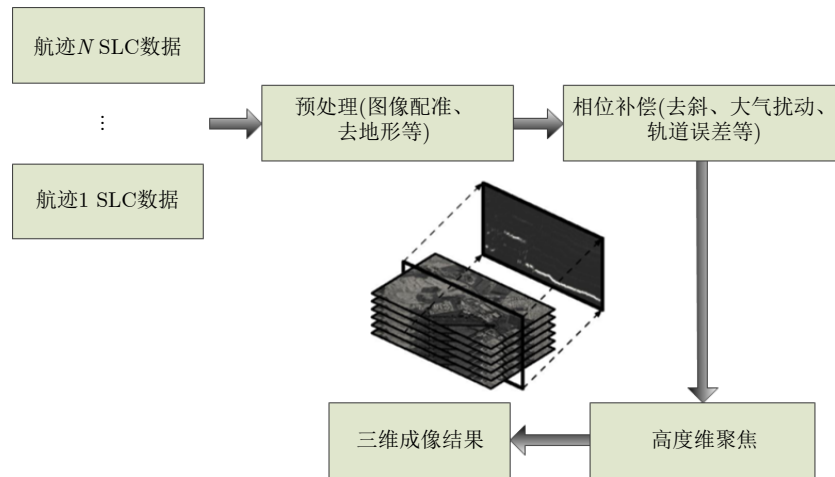 航迹N SLC数据
⋮
航迹1 SLC数据
预处理(图像配准、
去地形等)
相位补偿(去斜、大气扰动、
轨道误差等)
高度维聚焦
三维成像结果